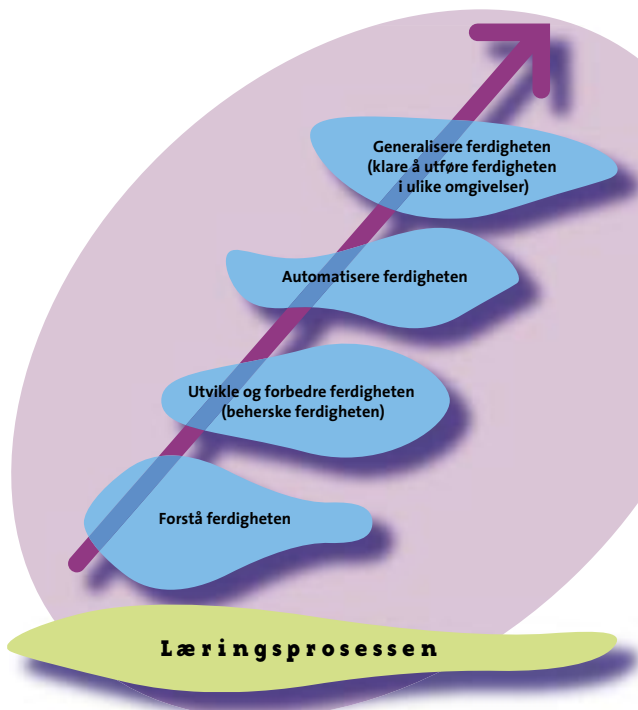 Generalisere ferdigheten
(klare å utføre ferdigheten
i ulike omgivelser)
Automatisere ferdigheten
Utvikle og forbedre ferdigheten
(beherske ferdigheten)
Forstå ferdigheten
Læringsprosessen